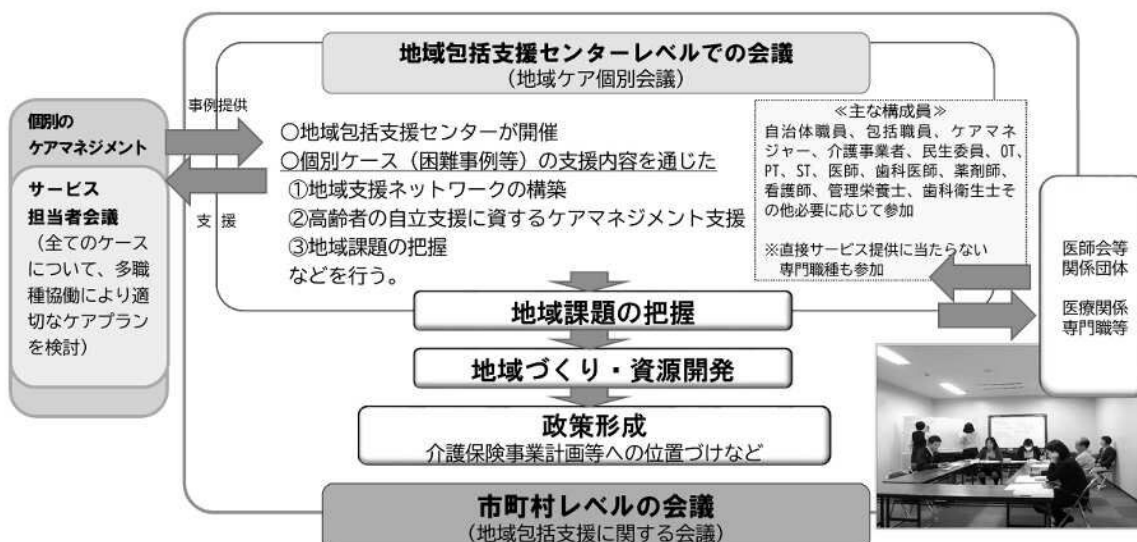 地域包括支援センターレベルでの会議
(地域ケア個別会議)
事例提供
個別の
ケアマネジメント
サービス
担当者会議
(全てのケース
について、多職
種協働により適
切なケアプラン
を検討)
支援
〇地域包括支援センターが開催
〇個別ケース(困難事例等)の支援内容を通じた
①地域支援ネットワークの構築
②高齢者の自立支援に資するケアマネジメント支援
③地域課題の把握
などを行う。
≪主な構成員≫
自治体職員、包括職員、ケアマネ
ジャー、介護事業者、民生委員、OT、
PT、ST、医師、歯科医師、薬剤師、
看護師、管理栄養士、歯科衛生士そ
の他必要に応じて参加
※直接サービス提供に当たらない
専門職種も参加
医師会等
関係団体
医療関係
専門職等
地域課題の把握
地域づくり・資源開発
政策形成
介護保険事業計画等への位置づけなど
市町村レベルの会議
(地域包括支援に関する会議)